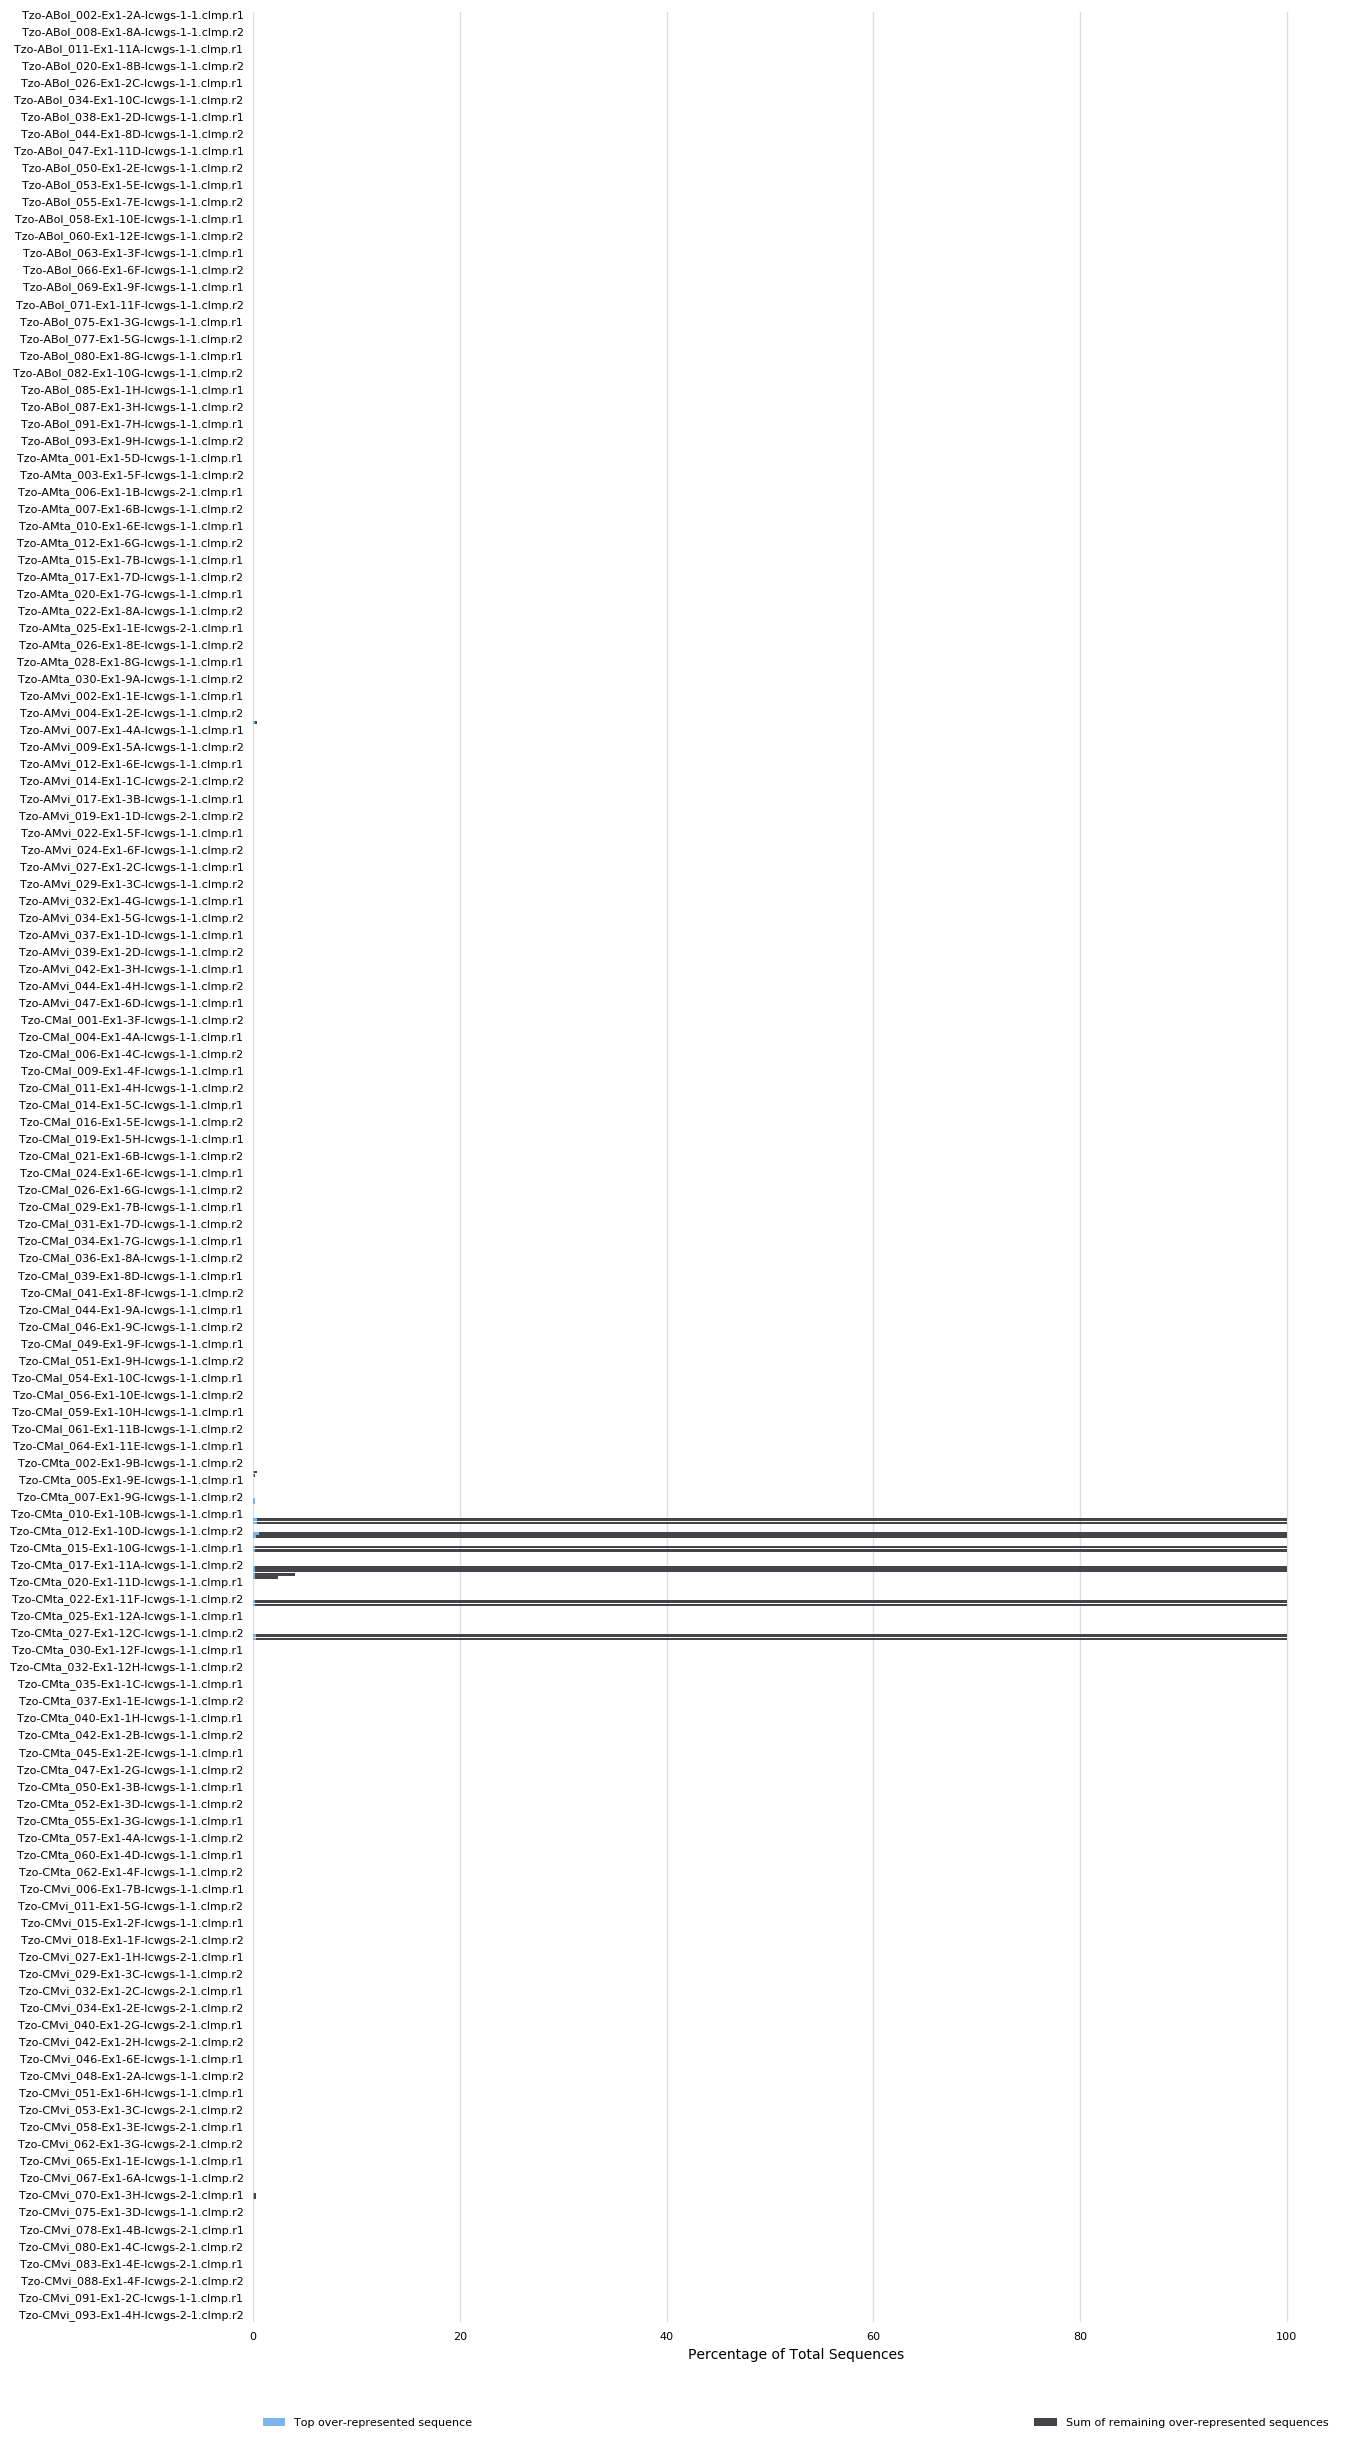 Tzo-ABol_002-Ex1-2A-lcwgs-1-1.clmp.r1
Tzo-ABol_008-Ex1-8A-lcwgs-1-1.clmp.r2
Tzo-ABol_011-Ex1-11A-lcwgs-1-1.clmp.r1
Tzo-ABol_020-Ex1-8B-lcwgs-1-1.clmp.r2
Tzo-ABol_026-Ex1-2C-lcwgs-1-1.clmp.r1
Tzo-ABol_034-Ex1-10C-lcwgs-1-1.clmp.r2
Tzo-ABol_038-Ex1-2D-lcwgs-1-1.clmp.r1
Tzo-ABol_044-Ex1-8D-lcwgs-1-1.clmp.r2
Tzo-ABol_047-Ex1-11D-lcwgs-1-1.clmp.r1
Tzo-ABol_050-Ex1-2E-lcwgs-1-1.clmp.r2
Tzo-ABol_053-Ex1-5E-lcwgs-1-1.clmp.r1
Tzo-ABol_055-Ex1-7E-lcwgs-1-1.clmp.r2
Tzo-ABol_058-Ex1-10E-lcwgs-1-1.clmp.r1
Tzo-ABol_060-Ex1-12E-lcwgs-1-1.clmp.r2
Tzo-ABol_063-Ex1-3F-lcwgs-1-1.clmp.r1
Tzo-ABol_066-Ex1-6F-lcwgs-1-1.clmp.r2
Tzo-ABol_069-Ex1-9F-lcwgs-1-1.clmp.r1
Tzo-ABol_071-Ex1-11F-lcwgs-1-1.clmp.r2
Tzo-ABol_075-Ex1-3G-lcwgs-1-1.clmp.r1
Tzo-ABol_077-Ex1-5G-lcwgs-1-1.clmp.r2
Tzo-ABol_080-Ex1-8G-lcwgs-1-1.clmp.r1
Tzo-ABol_082-Ex1-10G-lcwgs-1-1.clmp.r2
Tzo-ABol_085-Ex1-1H-lcwgs-1-1.clmp.r1
Tzo-ABol_087-Ex1-3H-lcwgs-1-1.clmp.r2
Tzo-ABol_091-Ex1-7H-lcwgs-1-1.clmp.r1
Tzo-ABol_093-Ex1-9H-lcwgs-1-1.clmp.r2
Tzo-AMta_001-Ex1-5D-lcwgs-1-1.clmp.r1
Tzo-AMta_003-Ex1-5F-lcwgs-1-1.clmp.r2
Tzo-AMta_006-Ex1-1B-lcwgs-2-1.clmp.r1
Tzo-AMta_007-Ex1-6B-lcwgs-1-1.clmp.r2
Tzo-AMta_010-Ex1-6E-lcwgs-1-1.clmp.r1
Tzo-AMta_012-Ex1-6G-lcwgs-1-1.clmp.r2
Tzo-AMta_015-Ex1-7B-lcwgs-1-1.clmp.r1
Tzo-AMta_017-Ex1-7D-lcwgs-1-1.clmp.r2
Tzo-AMta_020-Ex1-7G-lcwgs-1-1.clmp.r1
Tzo-AMta_022-Ex1-8A-lcwgs-1-1.clmp.r2
Tzo-AMta_025-Ex1-1E-lcwgs-2-1.clmp.r1
Tzo-AMta_026-Ex1-8E-lcwgs-1-1.clmp.r2
Tzo-AMta_028-Ex1-8G-lcwgs-1-1.clmp.r1
Tzo-AMta_030-Ex1-9A-lcwgs-1-1.clmp.r2
Tzo-AMvi_002-Ex1-1E-lcwgs-1-1.clmp.r1
Tzo-AMvi_004-Ex1-2E-lcwgs-1-1.clmp.r2
Tzo-AMvi_007-Ex1-4A-lcwgs-1-1.clmp.r1
Tzo-AMvi_009-Ex1-5A-lcwgs-1-1.clmp.r2
Tzo-AMvi_012-Ex1-6E-lcwgs-1-1.clmp.r1
Tzo-AMvi_014-Ex1-1C-lcwgs-2-1.clmp.r2
Tzo-AMvi_017-Ex1-3B-lcwgs-1-1.clmp.r1
Tzo-AMvi_019-Ex1-1D-lcwgs-2-1.clmp.r2
Tzo-AMvi_022-Ex1-5F-lcwgs-1-1.clmp.r1
Tzo-AMvi_024-Ex1-6F-lcwgs-1-1.clmp.r2
Tzo-AMvi_027-Ex1-2C-lcwgs-1-1.clmp.r1
Tzo-AMvi_029-Ex1-3C-lcwgs-1-1.clmp.r2
Tzo-AMvi_032-Ex1-4G-lcwgs-1-1.clmp.r1
Tzo-AMvi_034-Ex1-5G-lcwgs-1-1.clmp.r2
Tzo-AMvi_037-Ex1-1D-lcwgs-1-1.clmp.r1
Tzo-AMvi_039-Ex1-2D-lcwgs-1-1.clmp.r2
Tzo-AMvi_042-Ex1-3H-lcwgs-1-1.clmp.r1
Tzo-AMvi_044-Ex1-4H-lcwgs-1-1.clmp.r2
Tzo-AMvi_047-Ex1-6D-lcwgs-1-1.clmp.r1
Tzo-CMal_001-Ex1-3F-lcwgs-1-1.clmp.r2
Tzo-CMal_004-Ex1-4A-lcwgs-1-1.clmp.r1
Tzo-CMal_006-Ex1-4C-lcwgs-1-1.clmp.r2
Tzo-CMal_009-Ex1-4F-lcwgs-1-1.clmp.r1
Tzo-CMal_011-Ex1-4H-lcwgs-1-1.clmp.r2
Tzo-CMal_014-Ex1-5C-lcwgs-1-1.clmp.r1
Tzo-CMal_016-Ex1-5E-lcwgs-1-1.clmp.r2
Tzo-CMal_019-Ex1-5H-lcwgs-1-1.clmp.r1
Tzo-CMal_021-Ex1-6B-lcwgs-1-1.clmp.r2
Tzo-CMal_024-Ex1-6E-lcwgs-1-1.clmp.r1
Tzo-CMal_026-Ex1-6G-lcwgs-1-1.clmp.r2
Tzo-CMal_029-Ex1-7B-lcwgs-1-1.clmp.r1
Tzo-CMal_031-Ex1-7D-lcwgs-1-1.clmp.r2
Tzo-CMal_034-Ex1-7G-lcwgs-1-1.clmp.r1
Tzo-CMal_036-Ex1-8A-lcwgs-1-1.clmp.r2
Tzo-CMal_039-Ex1-8D-lcwgs-1-1.clmp.r1
Tzo-CMal_041-Ex1-8F-lcwgs-1-1.clmp.r2
Tzo-CMal_044-Ex1-9A-lcwgs-1-1.clmp.r1
Tzo-CMal_046-Ex1-9C-lcwgs-1-1.clmp.r2
Tzo-CMal_049-Ex1-9F-lcwgs-1-1.clmp.r1
Tzo-CMal_051-Ex1-9H-lcwgs-1-1.clmp.r2
Tzo-CMal_054-Ex1-10C-lcwgs-1-1.clmp.r1
Tzo-CMal_056-Ex1-10E-lcwgs-1-1.clmp.r2
Tzo-CMal_059-Ex1-10H-lcwgs-1-1.clmp.r1
Tzo-CMal_061-Ex1-11B-lcwgs-1-1.clmp.r2
Tzo-CMal_064-Ex1-11E-lcwgs-1-1.clmp.r1
Tzo-CMta_002-Ex1-9B-lcwgs-1-1.clmp.r2
Tzo-CMta_005-Ex1-9E-lcwgs-1-1.clmp.r1
Tzo-CMta_007-Ex1-9G-lcwgs-1-1.clmp.r2
Tzo-CMta_010-Ex1-10B-lcwgs-1-1.clmp.r1
Tzo-CMta_012-Ex1-10D-lcwgs-1-1.clmp.r2
Tzo-CMta_015-Ex1-10G-lcwgs-1-1.clmp.r1
Tzo-CMta_017-Ex1-11A-lcwgs-1-1.clmp.r2
Tzo-CMta_020-Ex1-11D-lcwgs-1-1.clmp.r1
Tzo-CMta_022-Ex1-11F-lcwgs-1-1.clmp.r2
Tzo-CMta_025-Ex1-12A-lcwgs-1-1.clmp.r1
Tzo-CMta_027-Ex1-12C-lcwgs-1-1.clmp.r2
Tzo-CMta_030-Ex1-12F-lcwgs-1-1.clmp.r1
Tzo-CMta_032-Ex1-12H-lcwgs-1-1.clmp.r2
Tzo-CMta_035-Ex1-1C-lcwgs-1-1.clmp.r1
Tzo-CMta_037-Ex1-1E-lcwgs-1-1.clmp.r2
Tzo-CMta_040-Ex1-1H-lcwgs-1-1.clmp.r1
Tzo-CMta_042-Ex1-2B-lcwgs-1-1.clmp.r2
Tzo-CMta_045-Ex1-2E-lcwgs-1-1.clmp.r1
Tzo-CMta_047-Ex1-2G-lcwgs-1-1.clmp.r2
Tzo-CMta_050-Ex1-3B-lcwgs-1-1.clmp.r1
Tzo-CMta_052-Ex1-3D-lcwgs-1-1.clmp.r2
Tzo-CMta_055-Ex1-3G-lcwgs-1-1.clmp.r1
Tzo-CMta_057-Ex1-4A-lcwgs-1-1.clmp.r2
Tzo-CMta_060-Ex1-4D-lcwgs-1-1.clmp.r1
Tzo-CMta_062-Ex1-4F-lcwgs-1-1.clmp.r2
Tzo-CMvi_006-Ex1-7B-lcwgs-1-1.clmp.r1
Tzo-CMvi_011-Ex1-5G-lcwgs-1-1.clmp.r2
Tzo-CMvi_015-Ex1-2F-lcwgs-1-1.clmp.r1
Tzo-CMvi_018-Ex1-1F-lcwgs-2-1.clmp.r2
Tzo-CMvi_027-Ex1-1H-lcwgs-2-1.clmp.r1
Tzo-CMvi_029-Ex1-3C-lcwgs-1-1.clmp.r2
Tzo-CMvi_032-Ex1-2C-lcwgs-2-1.clmp.r1
Tzo-CMvi_034-Ex1-2E-lcwgs-2-1.clmp.r2
Tzo-CMvi_040-Ex1-2G-lcwgs-2-1.clmp.r1
Tzo-CMvi_042-Ex1-2H-lcwgs-2-1.clmp.r2
Tzo-CMvi_046-Ex1-6E-lcwgs-1-1.clmp.r1
Tzo-CMvi_048-Ex1-2A-lcwgs-1-1.clmp.r2
Tzo-CMvi_051-Ex1-6H-lcwgs-1-1.clmp.r1
Tzo-CMvi_053-Ex1-3C-lcwgs-2-1.clmp.r2
Tzo-CMvi_058-Ex1-3E-lcwgs-2-1.clmp.r1
Tzo-CMvi_062-Ex1-3G-lcwgs-2-1.clmp.r2
Tzo-CMvi_065-Ex1-1E-lcwgs-1-1.clmp.r1
Tzo-CMvi_067-Ex1-6A-lcwgs-1-1.clmp.r2
Tzo-CMvi_070-Ex1-3H-lcwgs-2-1.clmp.r1
Tzo-CMvi_075-Ex1-3D-lcwgs-1-1.clmp.r2
Tzo-CMvi_078-Ex1-4B-lcwgs-2-1.clmp.r1
Tzo-CMvi_080-Ex1-4C-lcwgs-2-1.clmp.r2
Tzo-CMvi_083-Ex1-4E-lcwgs-2-1.clmp.r1
Tzo-CMvi_088-Ex1-4F-lcwgs-2-1.clmp.r2
Tzo-CMvi_091-Ex1-2C-lcwgs-1-1.clmp.r1
Tzo-CMvi_093-Ex1-4H-lcwgs-2-1.clmp.r2
0 20 40 60 80 100
Percentage of Total Sequences
Top over-represented sequence
Sum of remaining over-represented sequences